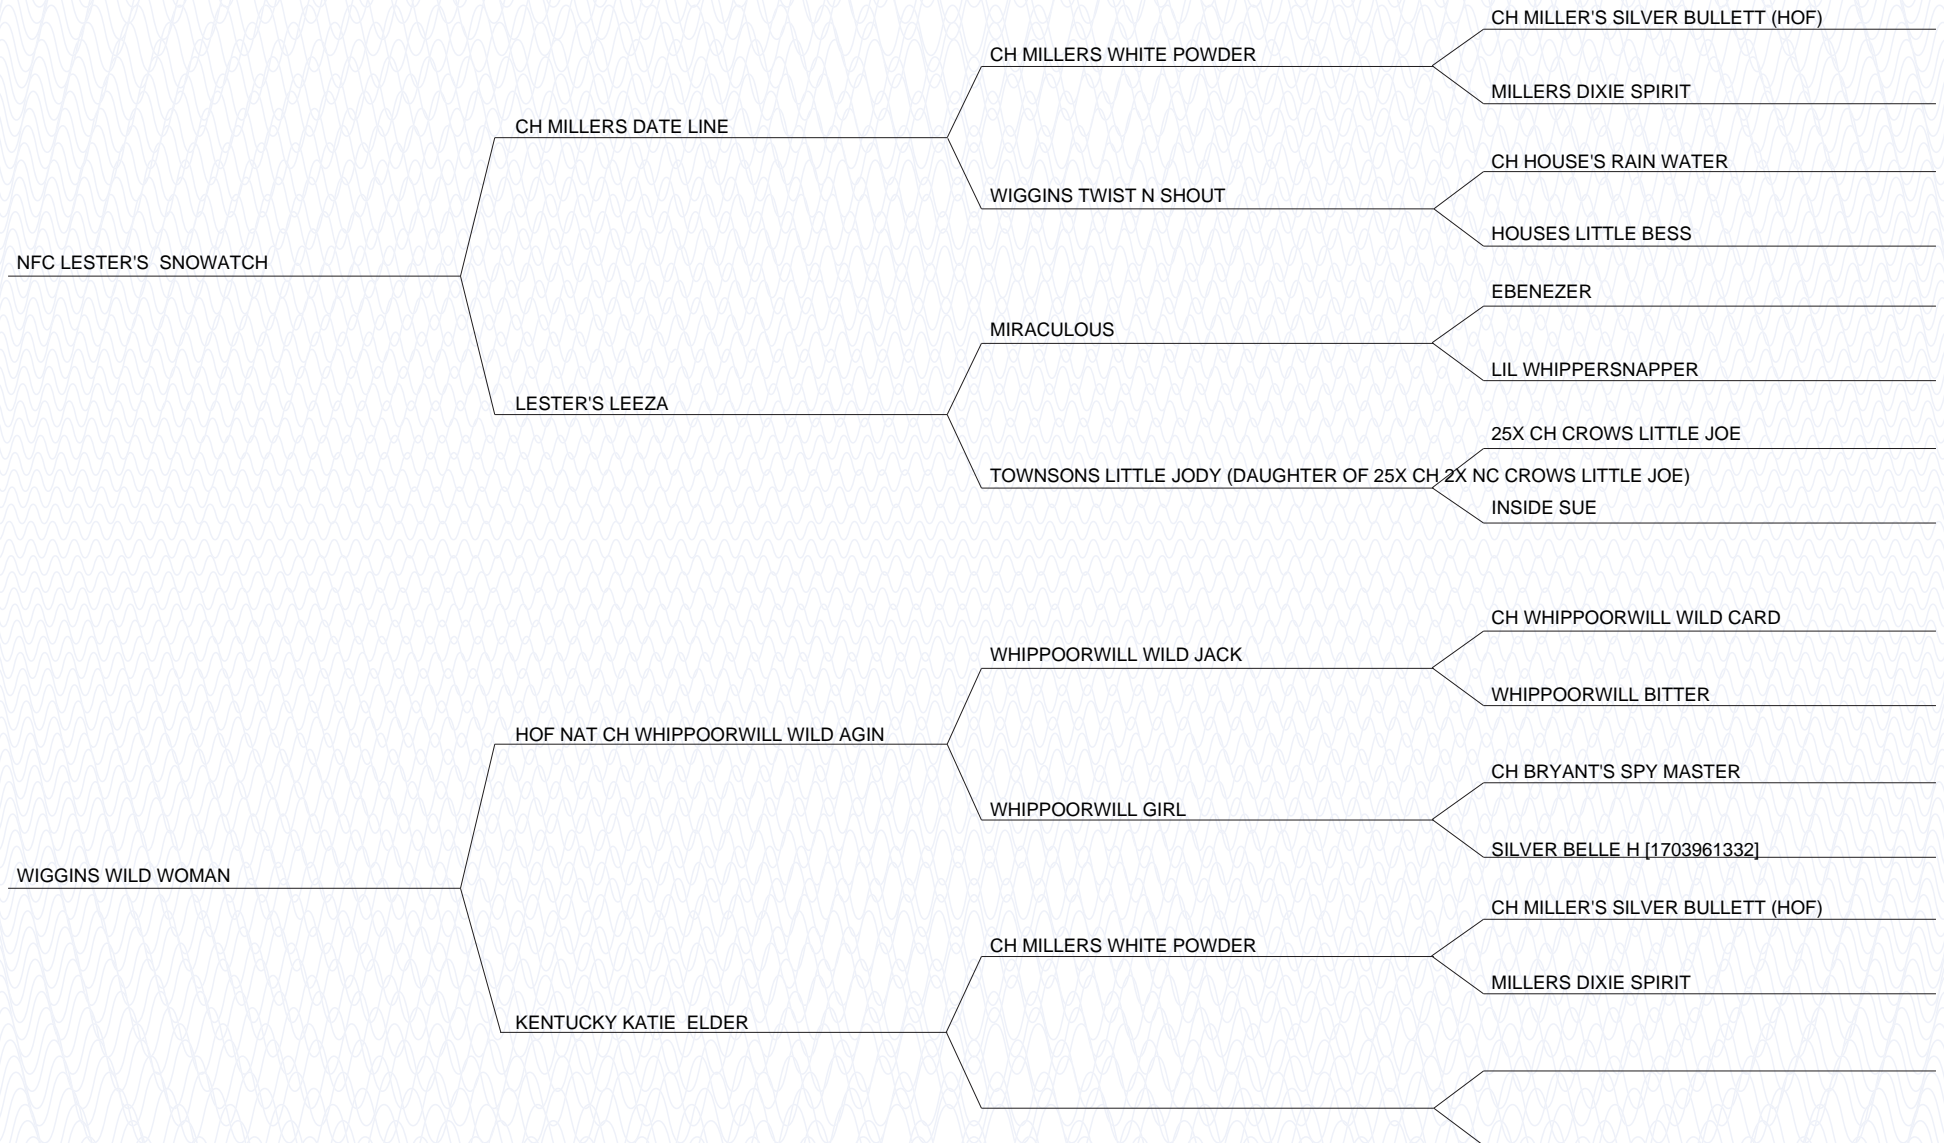 CH MILLER'S SILVER BULLETT (HOF)
CH MILLERS WHITE POWDER
MILLERS DIXIE SPIRIT
CH MILLERS DATE LINE
CH HOUSE'S RAIN WATER
WIGGINS TWIST N SHOUT
HOUSES LITTLE BESS
NFC LESTER'S  SNOWATCH
EBENEZER
MIRACULOUS
LIL WHIPPERSNAPPER
LESTER'S LEEZA
25X CH CROWS LITTLE JOE
TOWNSONS LITTLE JODY (DAUGHTER OF 25X CH 2X NC CROWS LITTLE JOE)
INSIDE SUE
CH WHIPPOORWILL WILD CARD
WHIPPOORWILL WILD JACK
WHIPPOORWILL BITTER
HOF NAT CH WHIPPOORWILL WILD AGIN
CH BRYANT'S SPY MASTER
WHIPPOORWILL GIRL
SILVER BELLE H [1703961332]
WIGGINS WILD WOMAN
CH MILLER'S SILVER BULLETT (HOF)
CH MILLERS WHITE POWDER
MILLERS DIXIE SPIRIT
KENTUCKY KATIE  ELDER